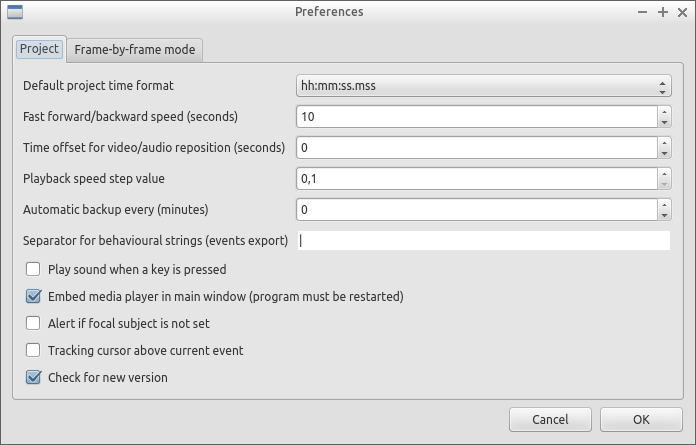 Preferences
Project
Frame-by-frame mode
Default project time format
hh:mm:ss.mss
Fast forward/backward speed (seconds)
10
Time offset for video/audio reposition (seconds)
0
Playback speed step value
0,1
Automatic backup every (minutes)
0
Separator for behavioural strings (events export)
|
Play sound when a key is pressed
Embed media player in main window (program must be restarted)
Alert if focal subject is not set
Tracking cursor above current event
Check for new version
Cancel
OK